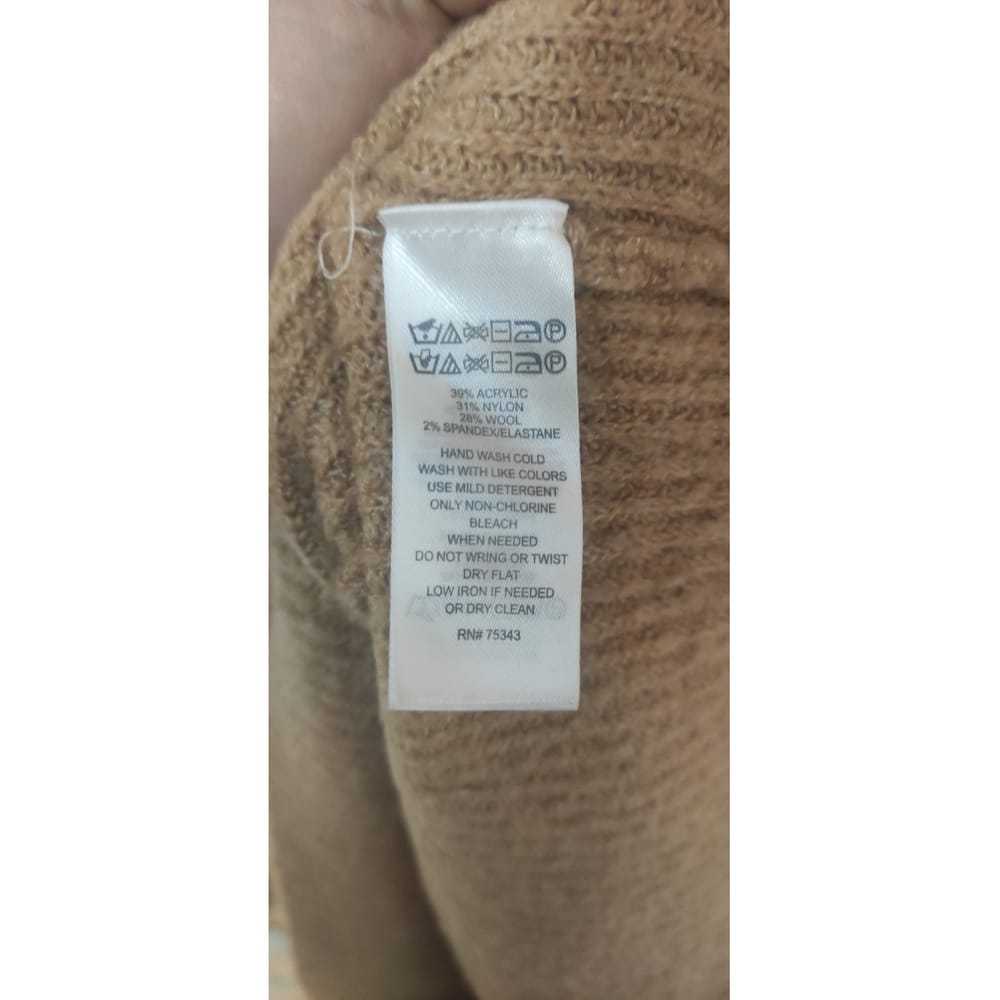 39% ACRYLIC
31% NYLON
28% WOOL
2% SPANDEX/ELASTANE
HAND WASH COLD
WASH WITH LIKE COLORS
USE MILD DETERGENT
ONLY NON-CHLORINE
BLEACH
WHEN NEEDED
DO NOT WRING OR TWIST
DRY FLAT
LOW IRON IF NEEDED
OR DRY CLEAN
RN# 75343